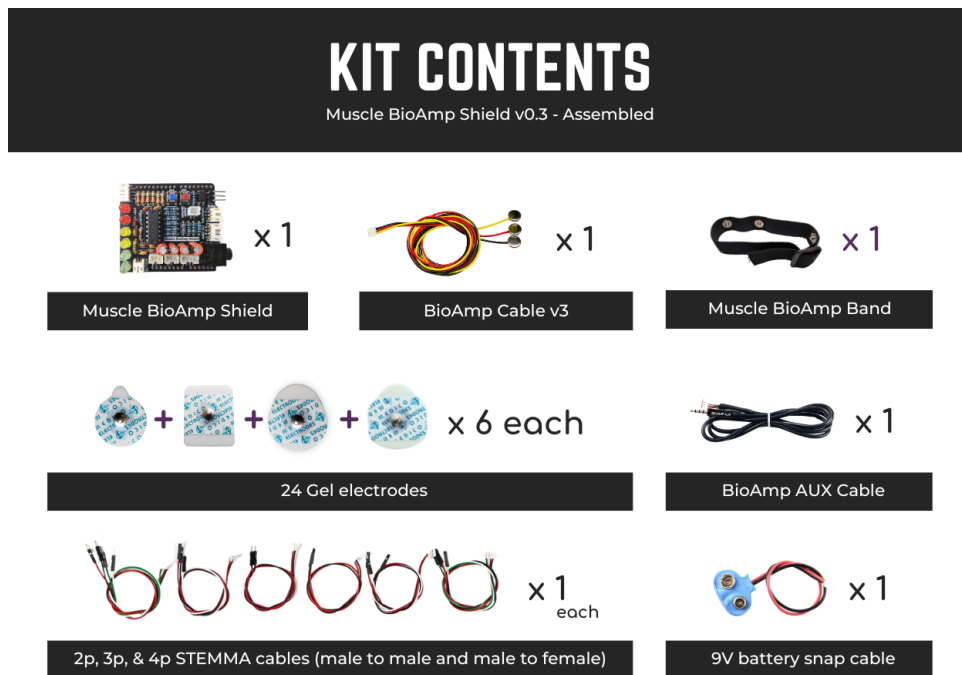 KIT CONTENTS
Muscle BioAmp Shield v0.3 - Assembled
x 1
x 1
x 1
Muscle BioAmp Shield
BioAmp Cable v3
Muscle BioAmp Band
+ + +
x 6 each
x 1
24 Gel electrodes
BioAmp AUX Cable
x 1
each
x 1
2p, 3p, & 4p STEMMA cables (male to male and male to female)
9V battery snap cable